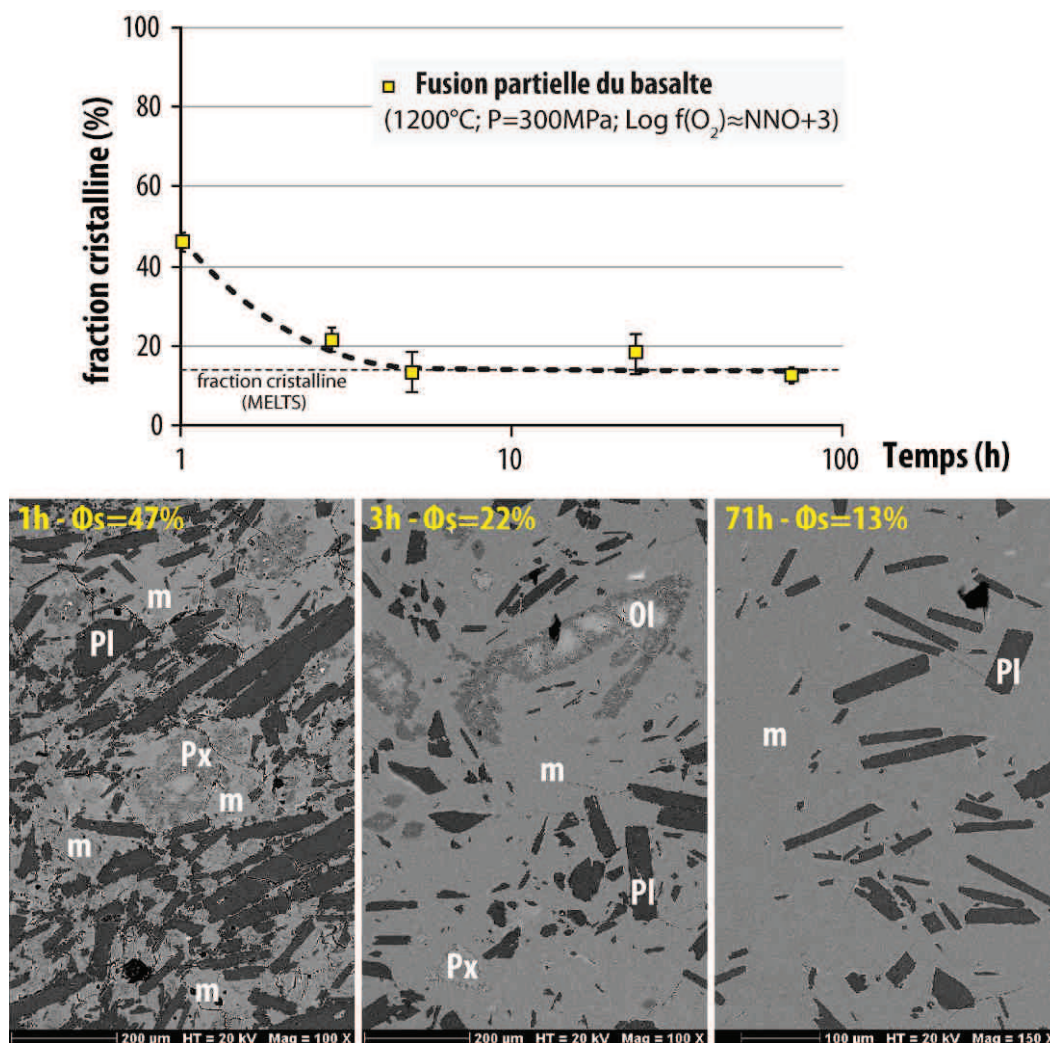 100
80
60
40
20
0
fraction cristalline (%)
Fusion partielle du basalte
(1200°C; P=300MPa; Log f(O₂)≈NNO+3)
fraction cristalline
(MELTS)
1
10
100
Temps (h)
1h - Φs=47%
m
Pl
Px
m
m
m
200 µm HT = 20 kV Mag = 100 X
3h - Φs=22%
Ol
m
Pl
Px
200 µm HT = 20 kV Mag = 100 X
71h - Φs=13%
Pl
m
100 µm HT = 20 kV Mag = 150 X